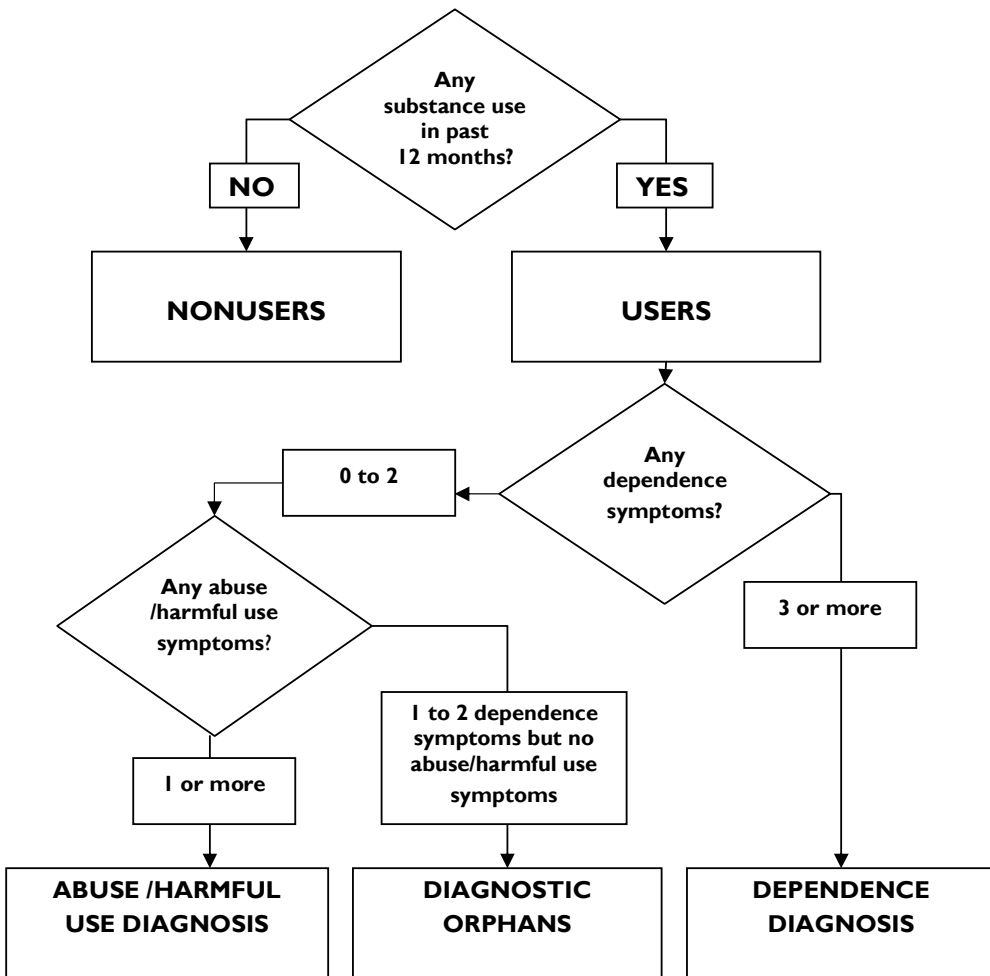 Any
substance use
in past
12 months?
NO
YES
NONUSERS
USERS
Any
dependence
symptoms?
0 to 2
Any abuse
/harmful use
symptoms?
3 or more
1 to 2 dependence
symptoms but no
abuse/harmful use
symptoms
1 or more
ABUSE /HARMFUL
USE DIAGNOSIS
DIAGNOSTIC
ORPHANS
DEPENDENCE
DIAGNOSIS